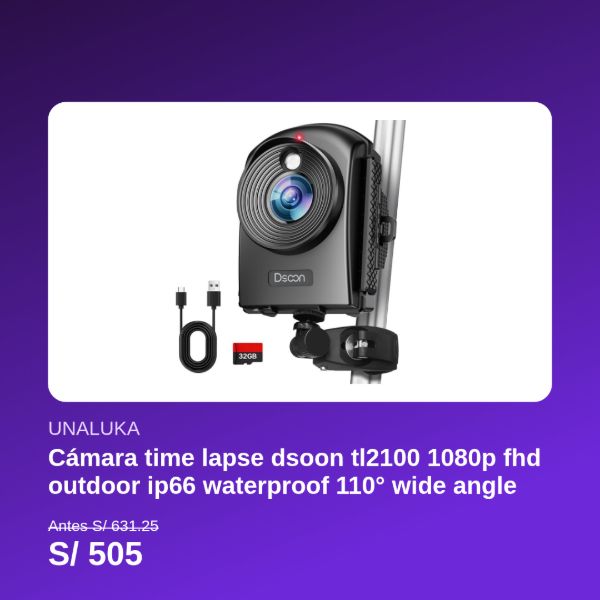 Dsoon
32GB
UNALUKA
Cámara time lapse dsoon tl2100 1080p fhd
outdoor ip66 waterproof 110° wide angle
Antes S/ 631.25
S/ 505